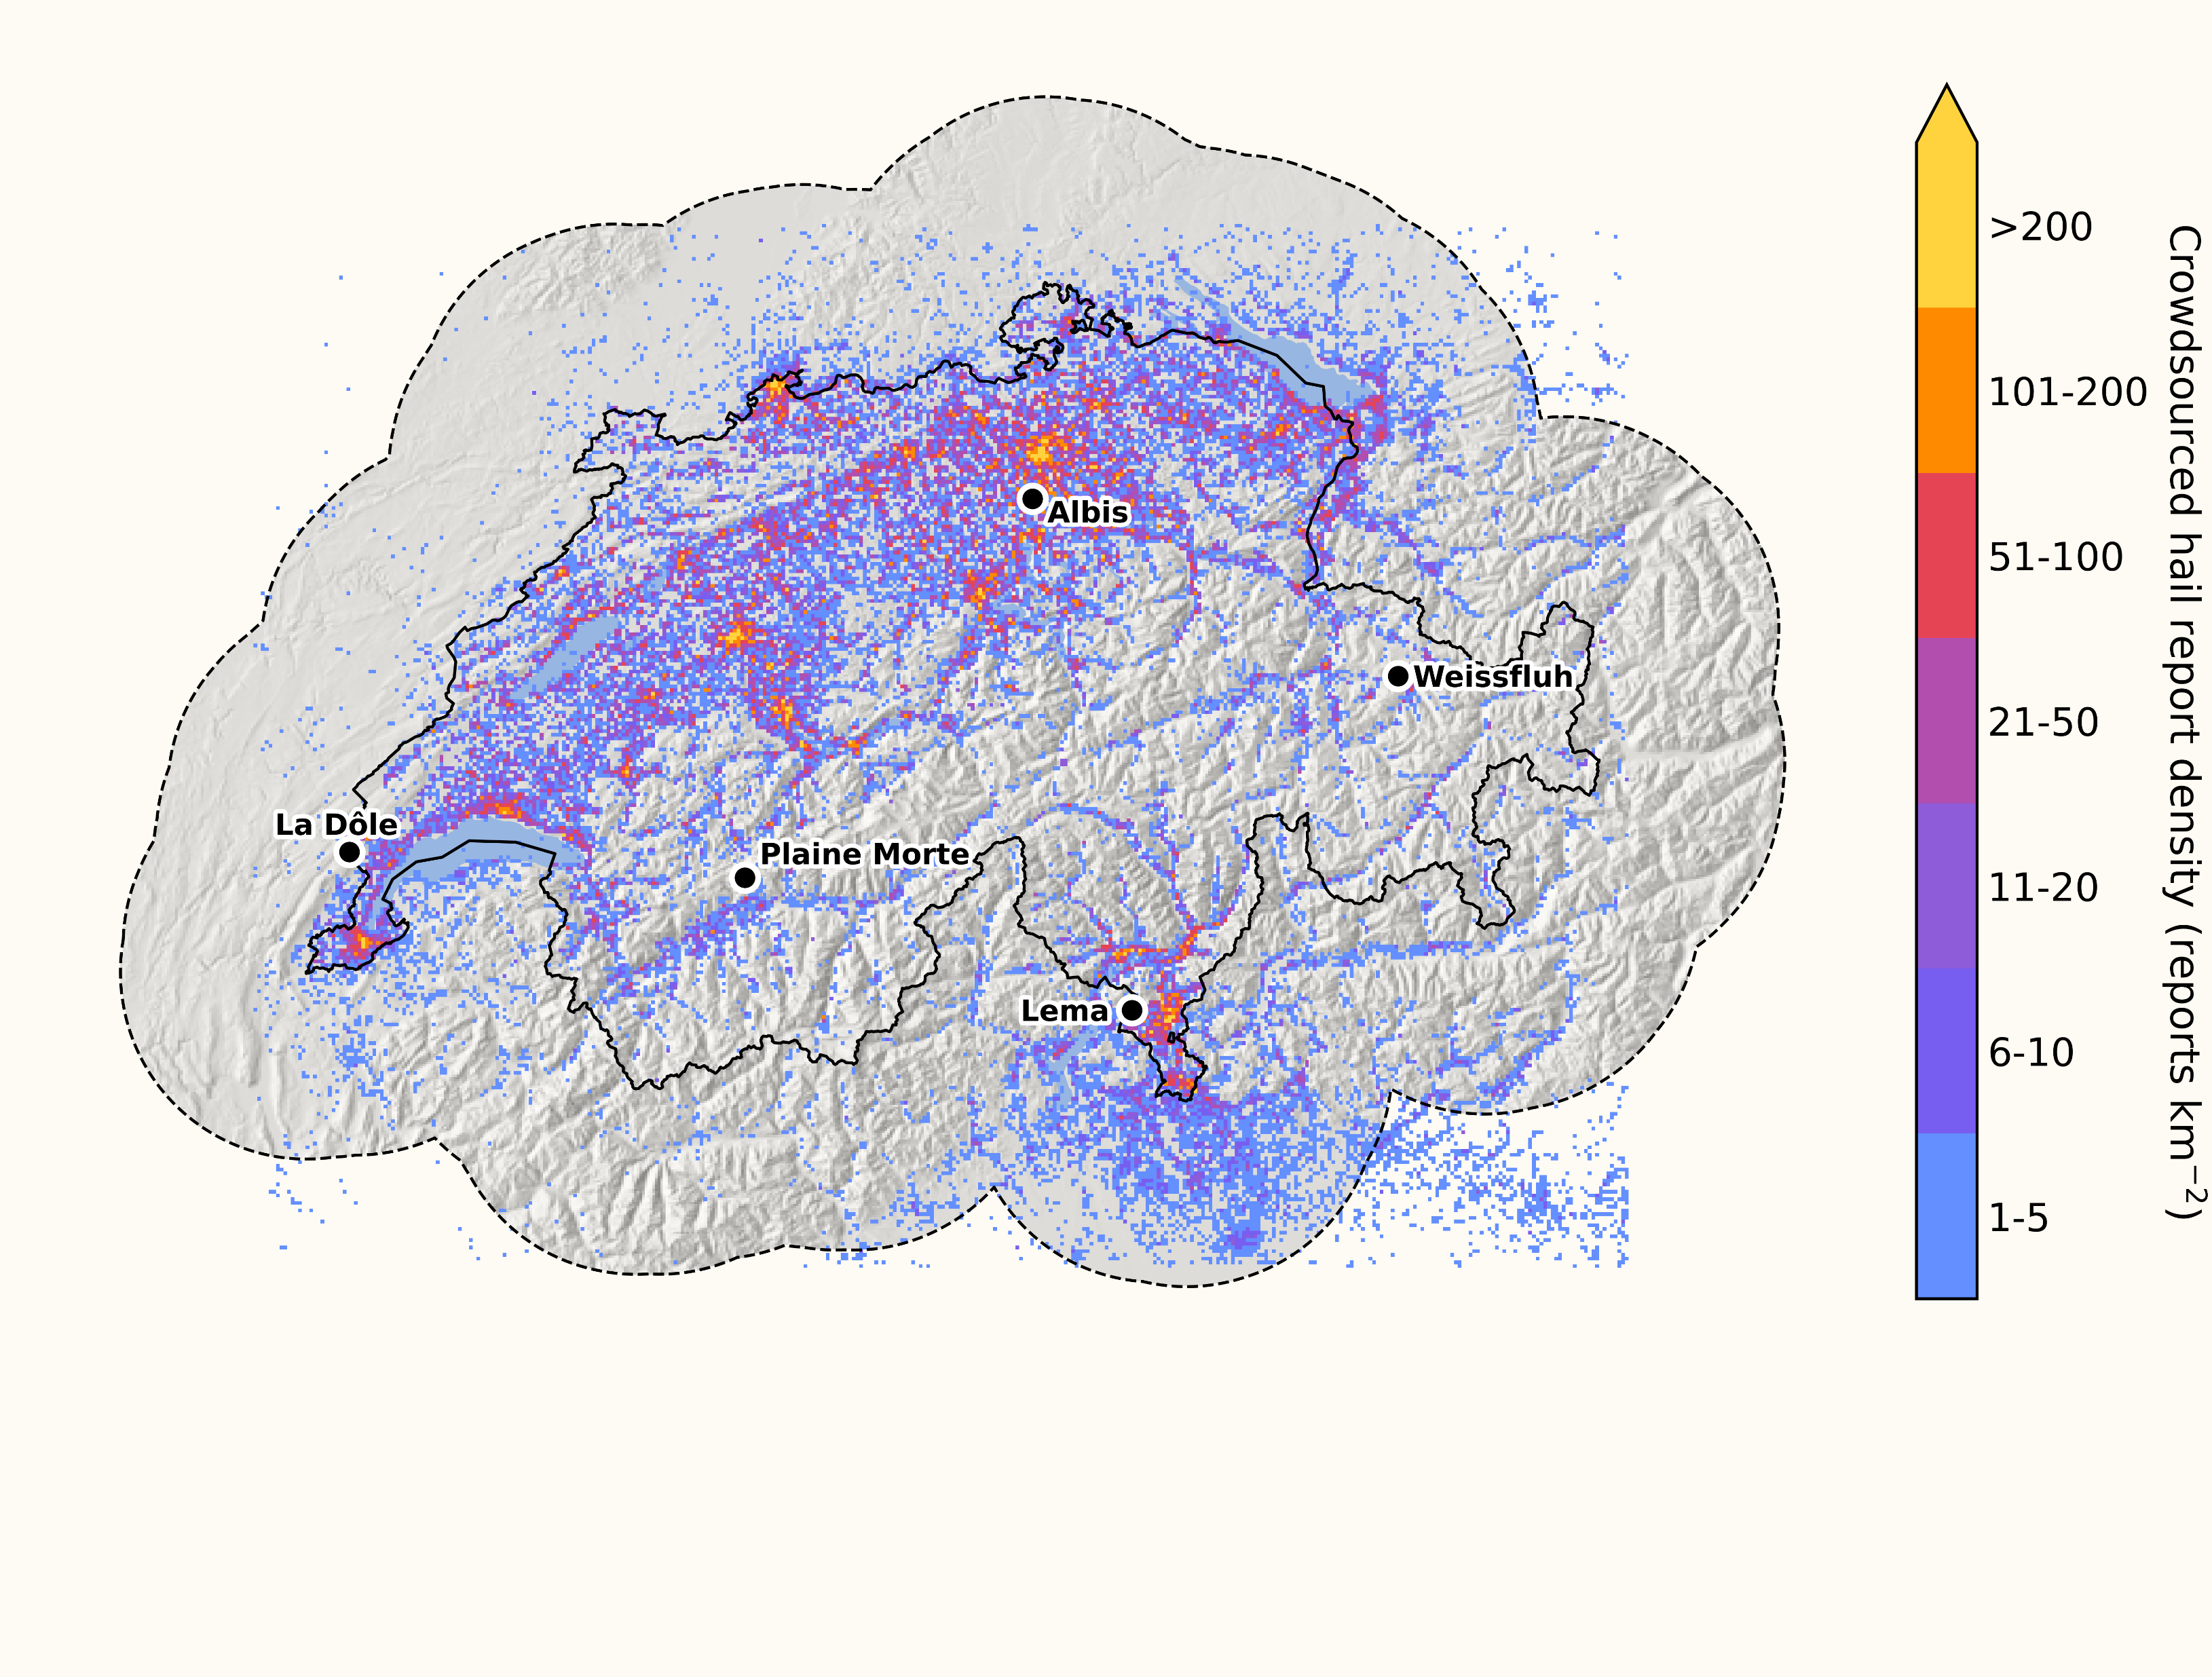 Albis
Weissfluh
La Dôle
Plaine Morte
Lema
>200
101-200
51-100
21-50
11-20
6-10
1-5
Crowdsourced hail report density (reports km⁻²)